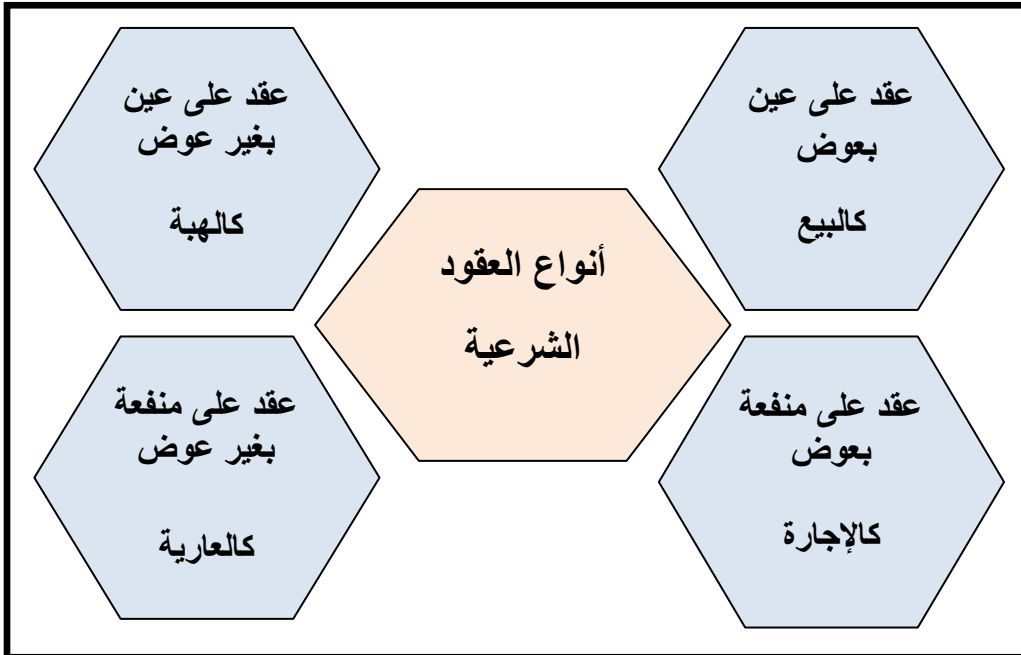 عقد على عين
بعوض
كالبيع
عقد على عين
بغير عوض
كالهبة
أنواع العقود
الشرعية
عقد على منفعة
بعوض
كالإجارة
عقد على منفعة
بغير عوض
كالعارية